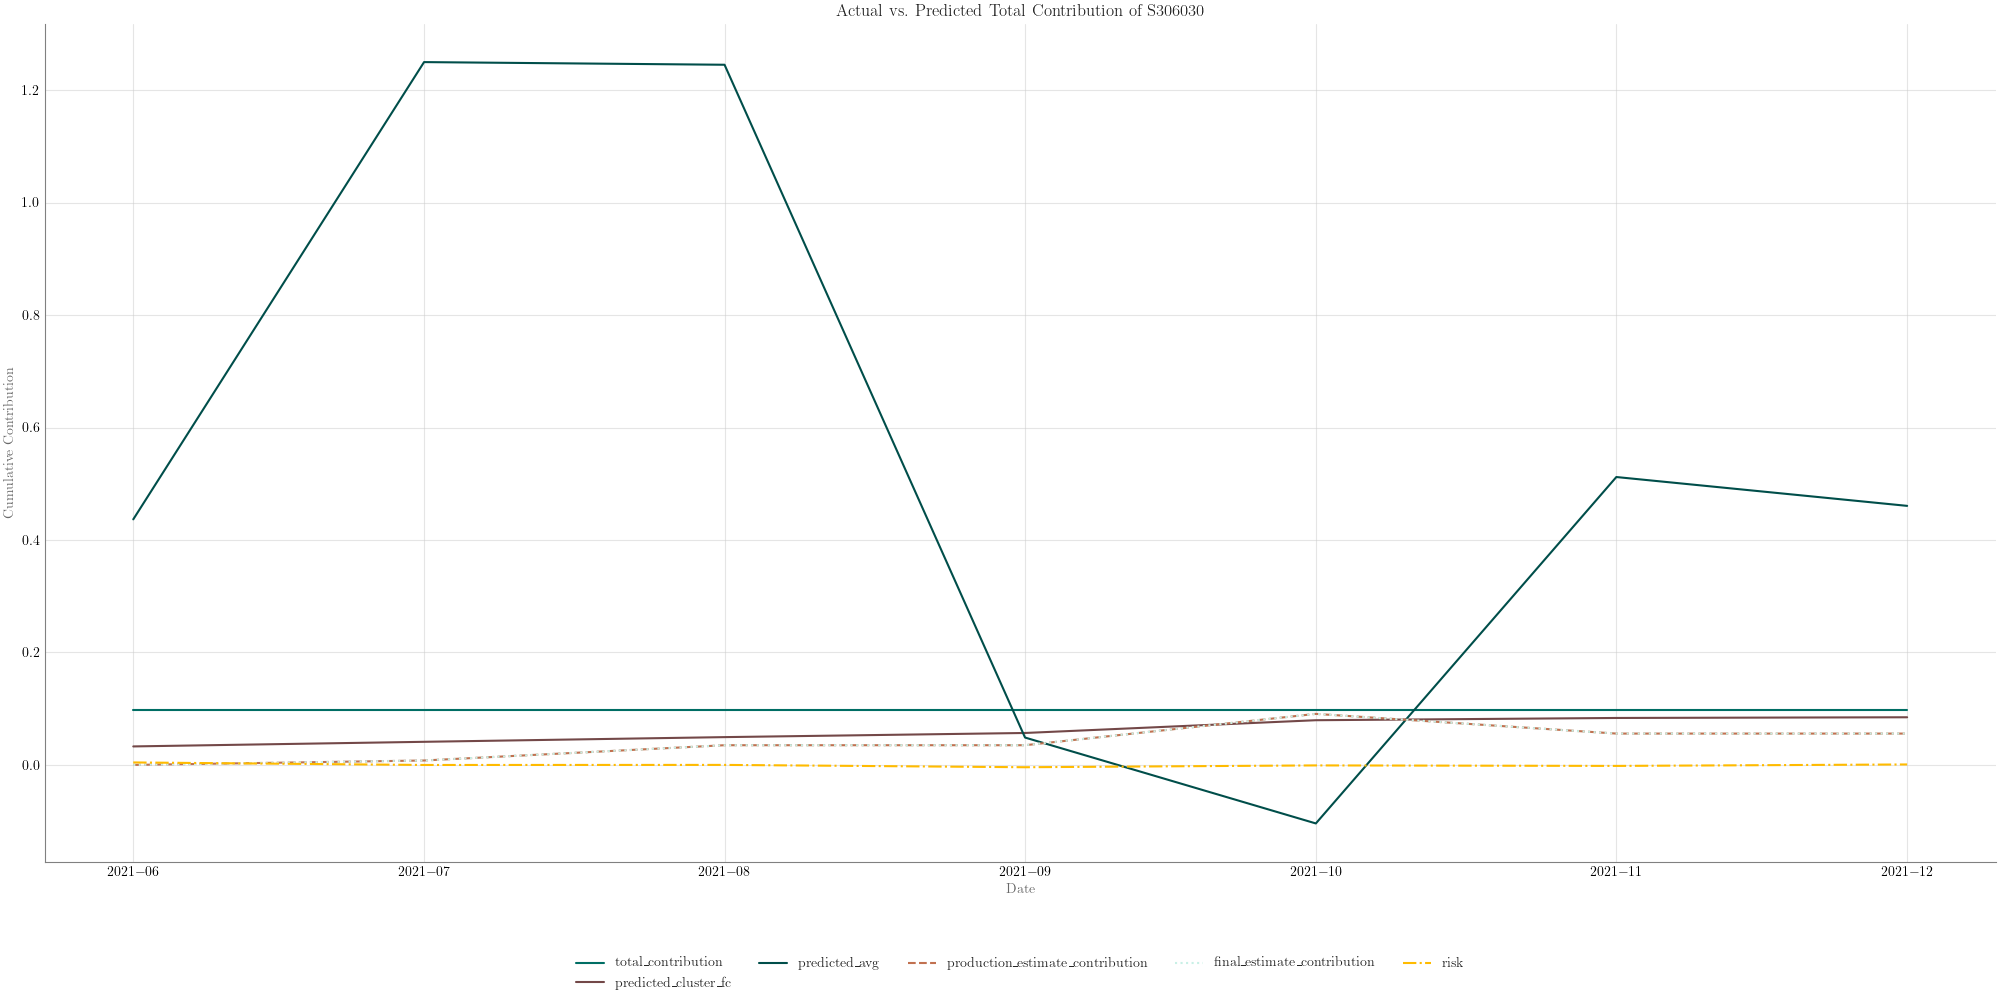 Actual vs. Predicted Total Contribution of S306030
Cumulative Contribution
1.2
1.0
0.8
0.6
0.4
0.2
0.0
2021−06 2021−07 2021−08 2021−09 2021−10 2021−11 2021−12
Date
total_contribution predicted_avg production_estimate_contribution final_estimate_contribution risk
predicted_cluster_fc